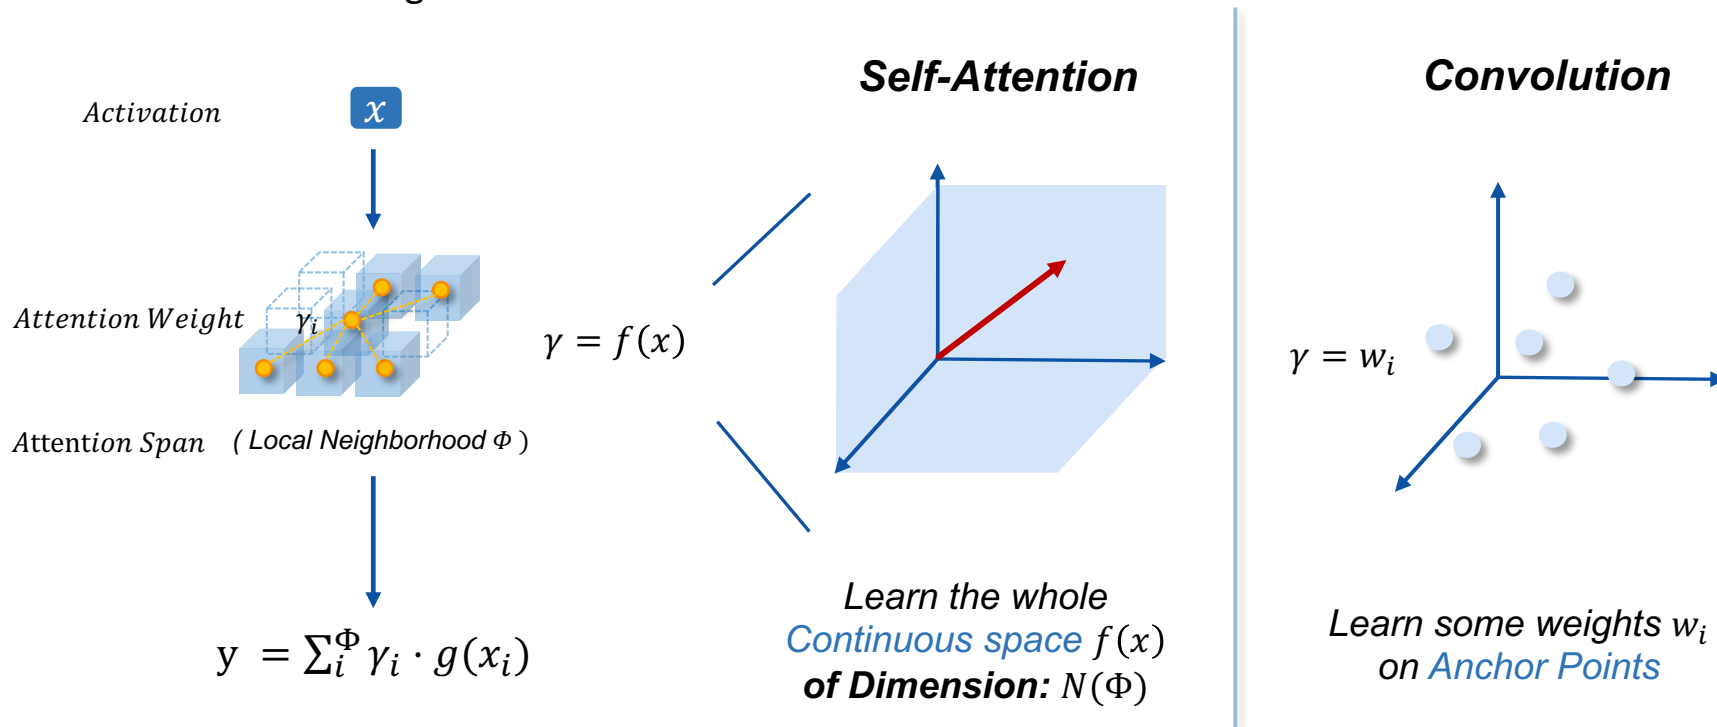 Activation
x
Attention Weight
γᵢ
Attention Span ( Local Neighborhood Φ )
y = ∑ᵢ^Φ γᵢ · g(xᵢ)
γ = f(x)
Self-Attention
Learn the whole
Continuous space f(x)
of Dimension: N(Φ)
Convolution
γ = wᵢ
Learn some weights wᵢ
on Anchor Points